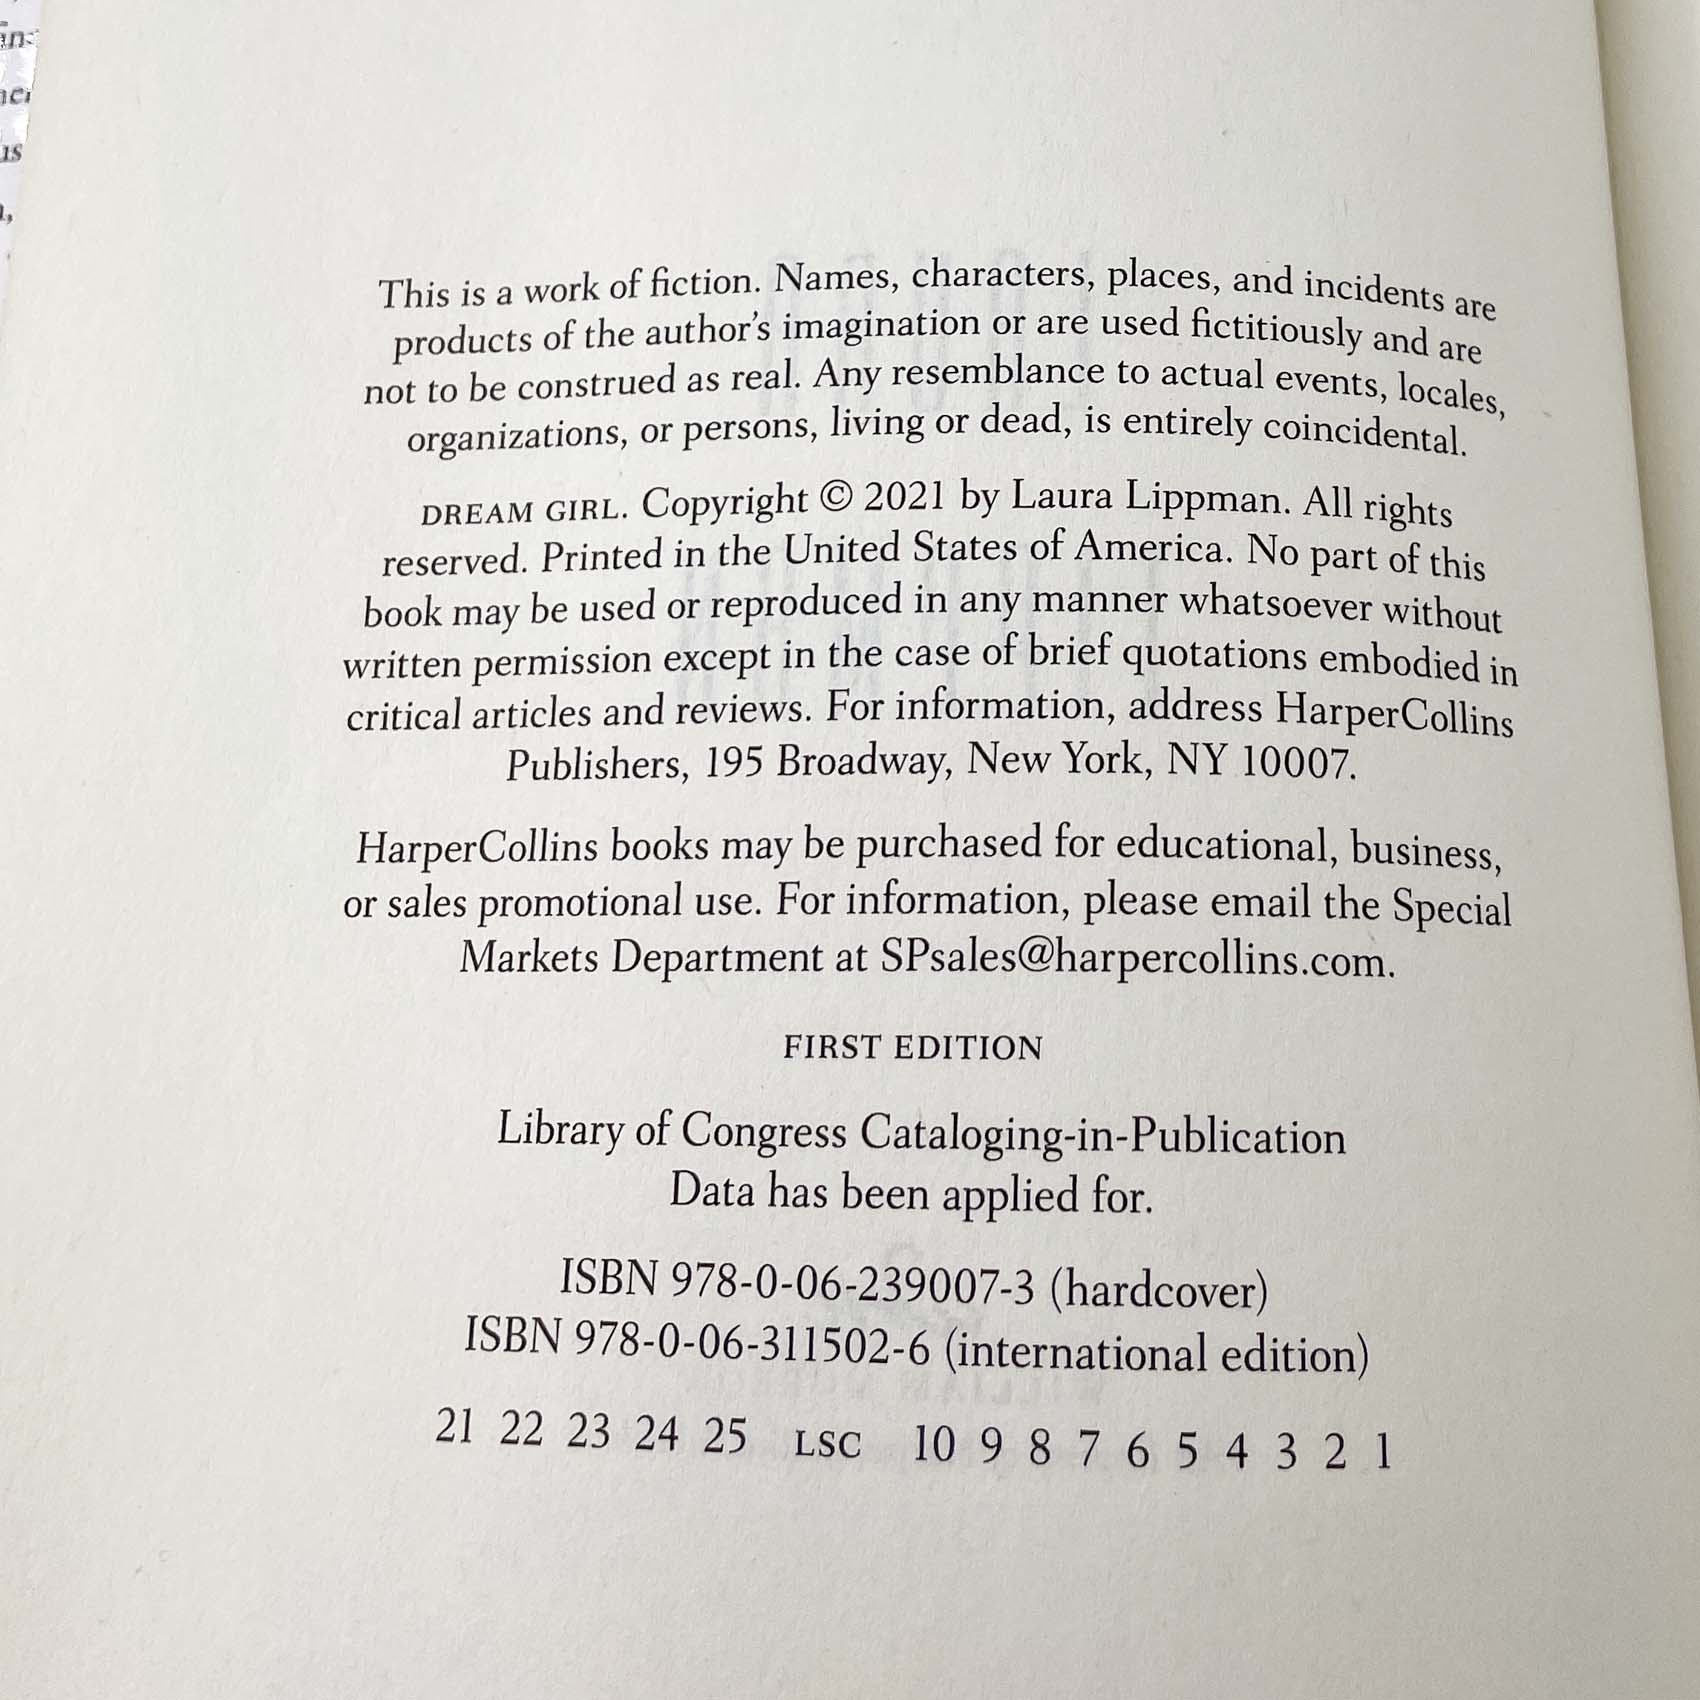 This is a work of fiction. Names, characters, places, and incidents are
products of the author’s imagination or are used fictitiously and are
not to be construed as real. Any resemblance to actual events, locales,
organizations, or persons, living or dead, is entirely coincidental.
DREAM GIRL. Copyright © 2021 by Laura Lippman. All rights
reserved. Printed in the United States of America. No part of this
book may be used or reproduced in any manner whatsoever without
written permission except in the case of brief quotations embodied in
critical articles and reviews. For information, address HarperCollins
Publishers, 195 Broadway, New York, NY 10007.
HarperCollins books may be purchased for educational, business,
or sales promotional use. For information, please email the Special
Markets Department at SPsales@harpercollins.com.
FIRST EDITION
Library of Congress Cataloging-in-Publication
Data has been applied for.
ISBN 978-0-06-239007-3 (hardcover)
ISBN 978-0-06-311502-6 (international edition)
21 22 23 24 25 LSC 10 9 8 7 6 5 4 3 2 1